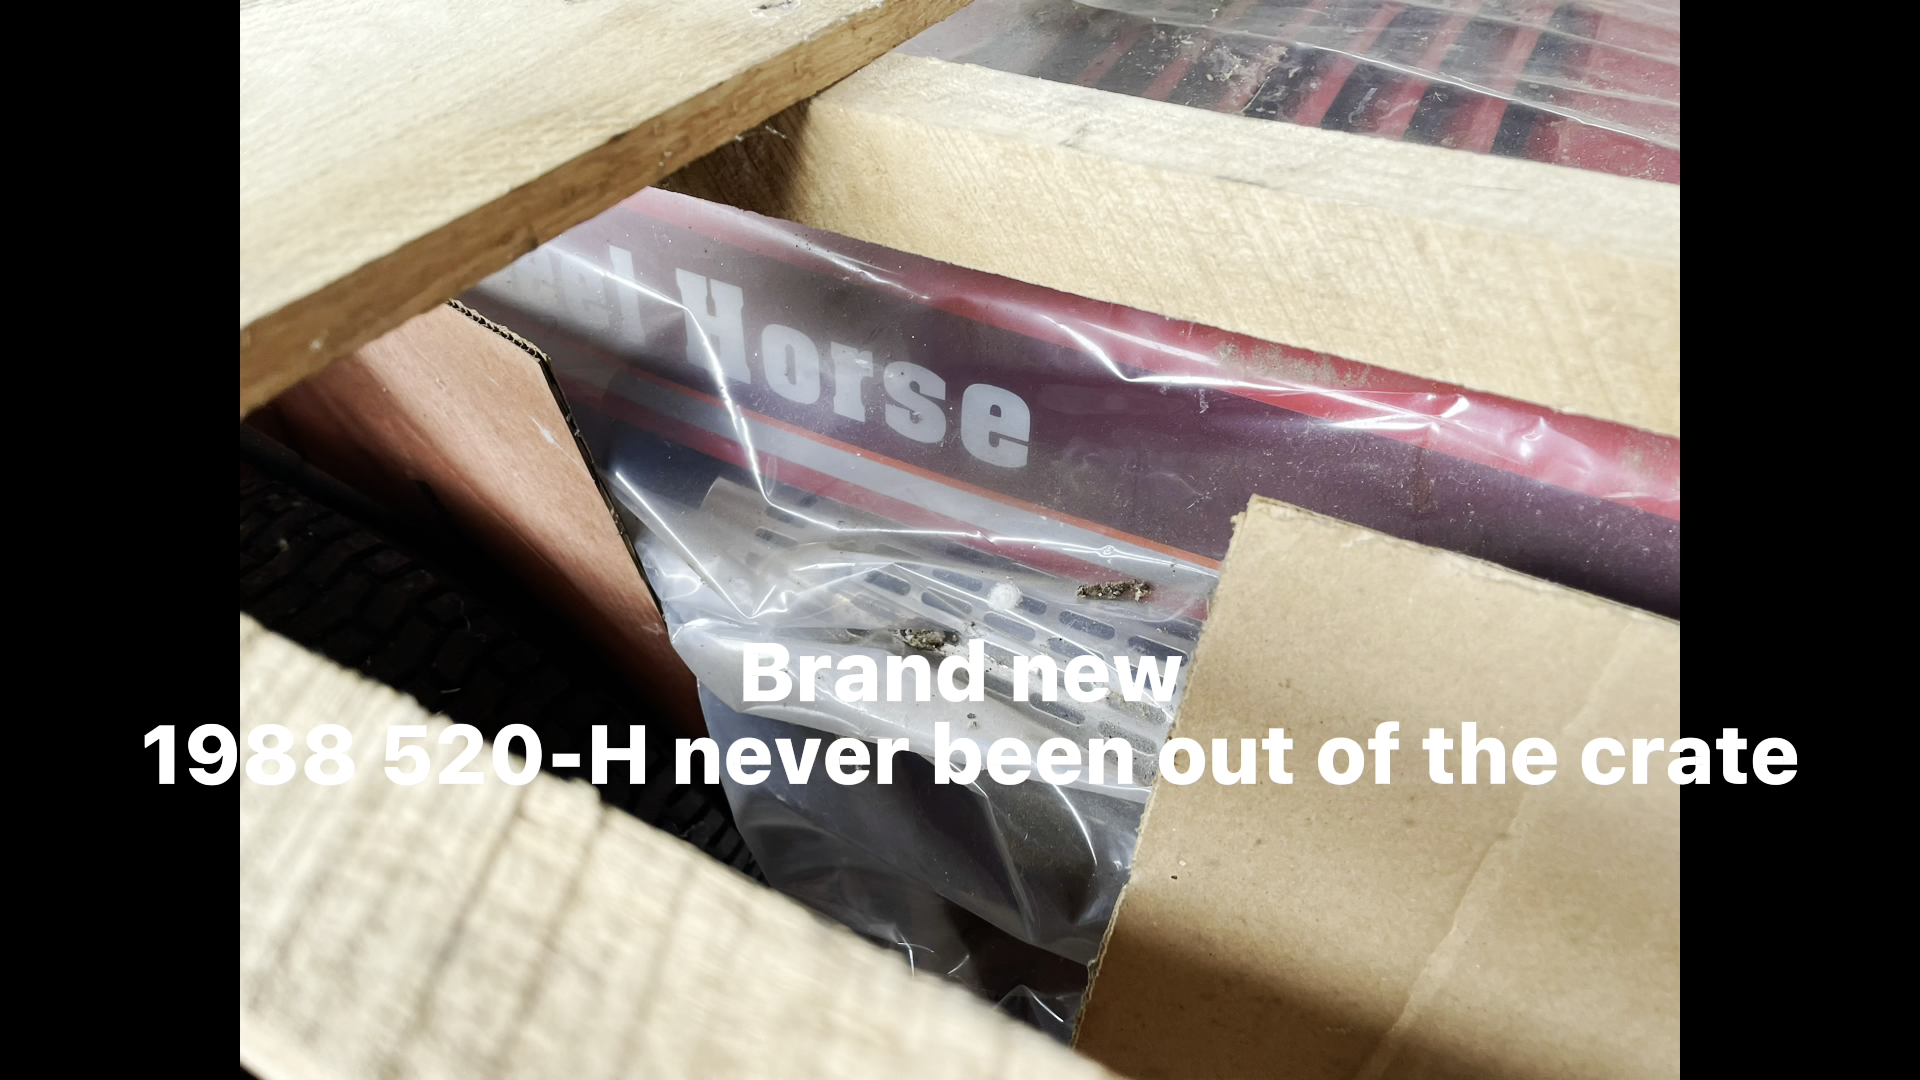 Horse
Brand new
1988 520-H never been out of the crate